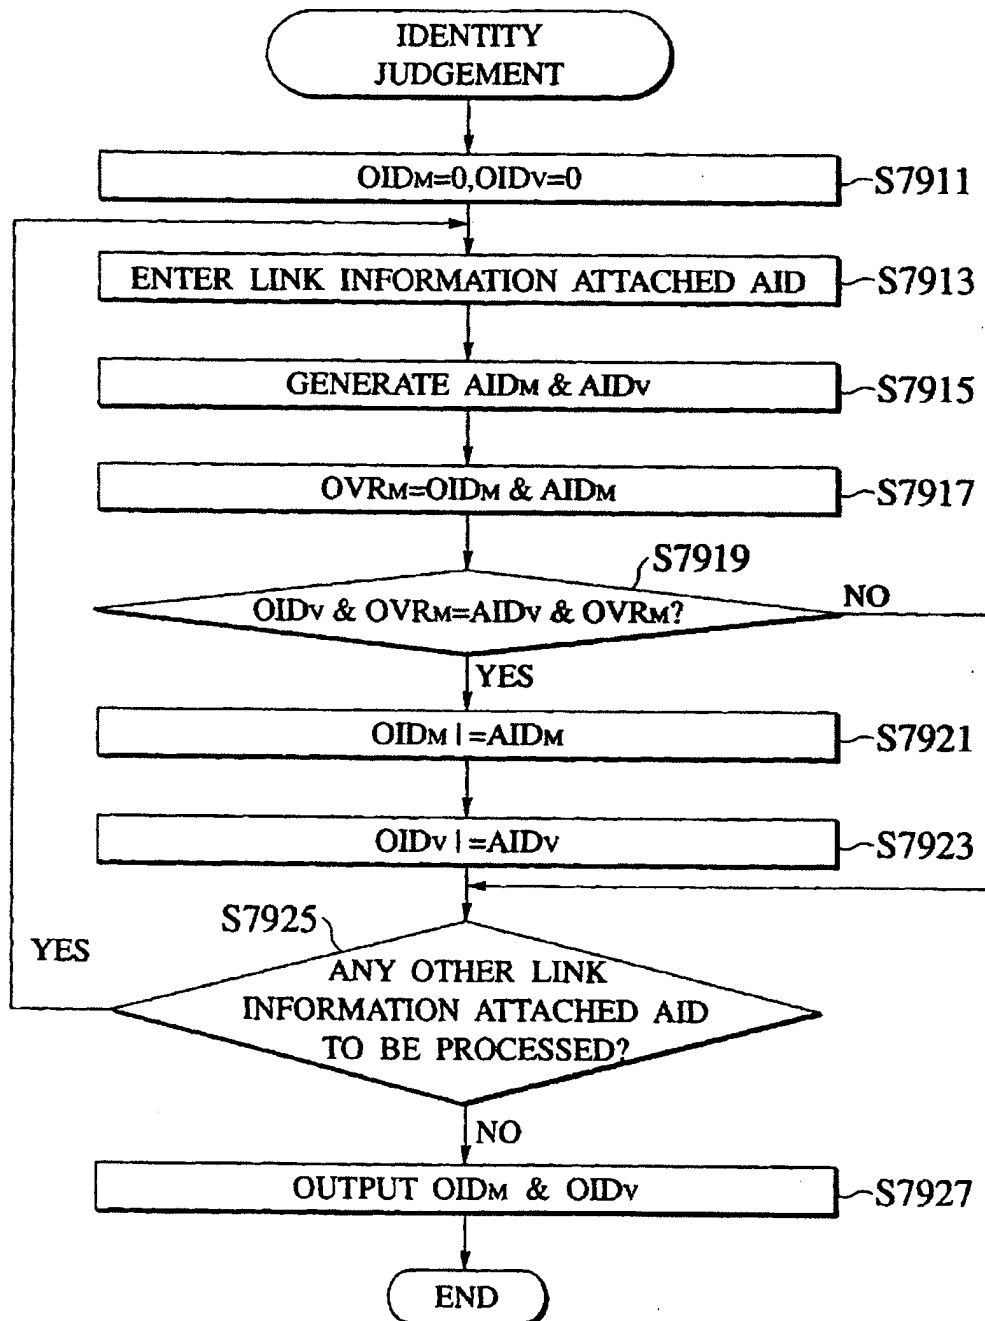 IDENTITY
JUDGEMENT
OIDM=0,OIDV=0
S7911
ENTER LINK INFORMATION ATTACHED AID
S7913
GENERATE AIDM & AIDV
S7915
OVRM=OIDM & AIDM
S7917
S7919
OIDV & OVRM=AIDV & OVRM?
NO
YES
OIDM |=AIDM
S7921
OIDV |=AIDV
S7923
S7925
YES
ANY OTHER LINK
INFORMATION ATTACHED AID
TO BE PROCESSED?
NO
OUTPUT OIDM & OIDV
S7927
END